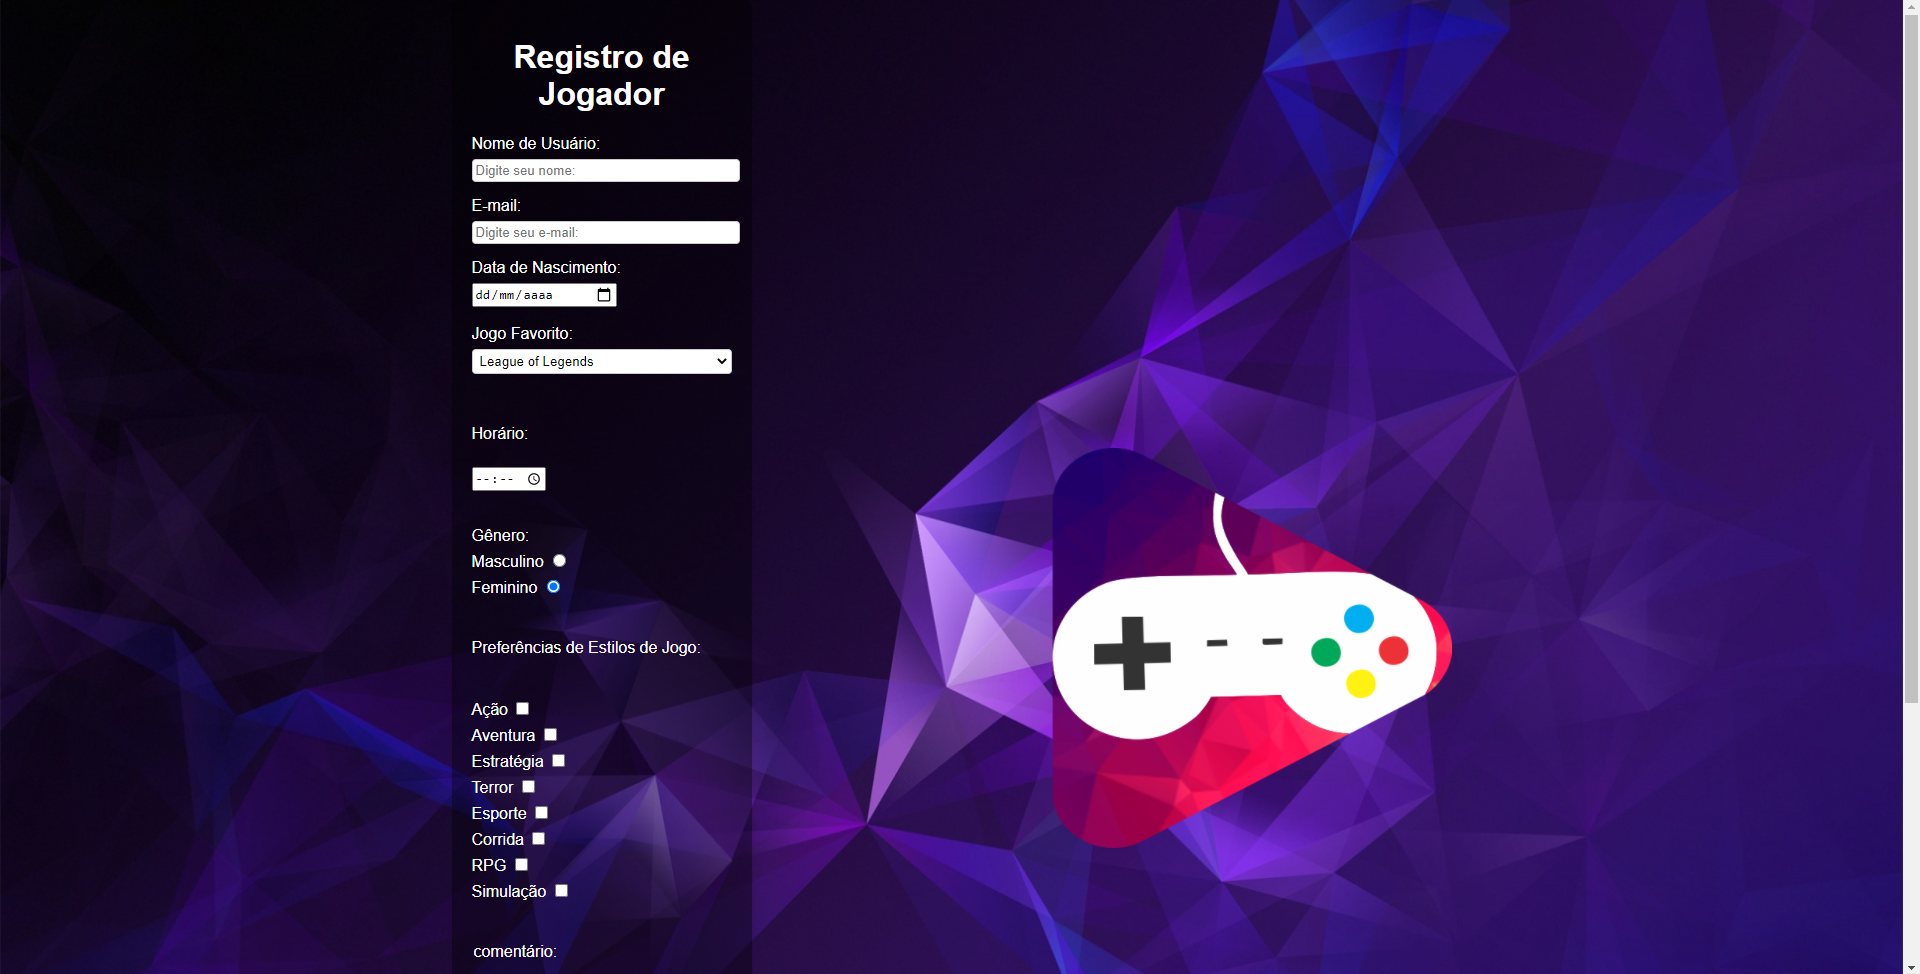 Registro de
Jogador
Nome de Usuário:
Digite seu nome:
E-mail:
Digite seu e-mail:
Data de Nascimento:
dd/mm/aaaa
Jogo Favorito:
League of Legends
Horário:
--:--
Gênero:
Masculino
Feminino
Preferências de Estilos de Jogo:
Ação
Aventura
Estratégia
Terror
Esporte
Corrida
RPG
Simulação
comentário: